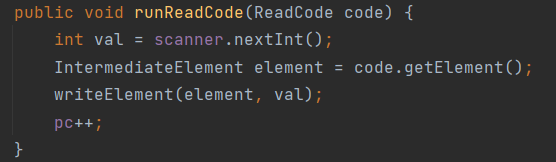 public void runReadCode(ReadCode code) {
    int val = scanner.nextInt();
    IntermediateElement element = code.getElement();
    writeElement(element, val);
    pc++;
}